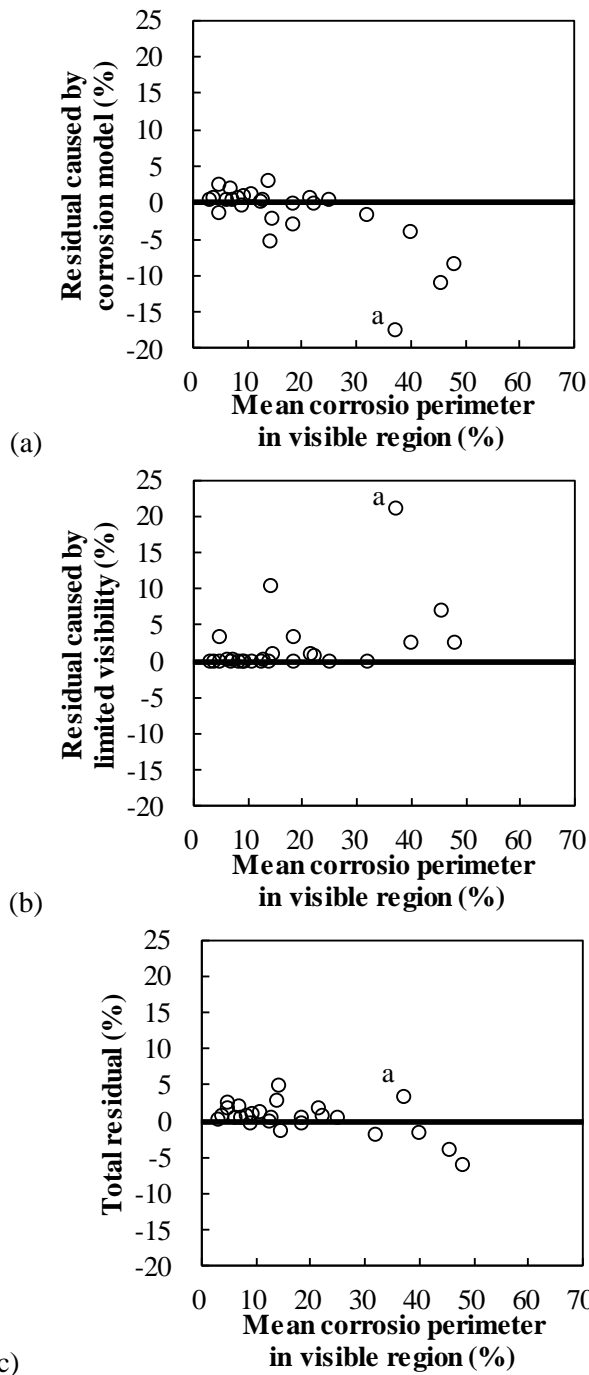 25
20
15
10
5
0
-5
-10
-15
-20
Residual caused by
corrosion model (%)
a
0 10 20 30 40 50 60 70
Mean corrosio perimeter
in visible region (%)
(a)
25
20
15
10
5
0
-5
-10
-15
-20
Residual caused by
limited visibility (%)
a
0 10 20 30 40 50 60 70
Mean corrosio perimeter
in visible region (%)
(b)
25
20
15
10
5
0
-5
-10
-15
-20
Total residual (%)
a
0 10 20 30 40 50 60 70
Mean corrosio perimeter
in visible region (%)
c)